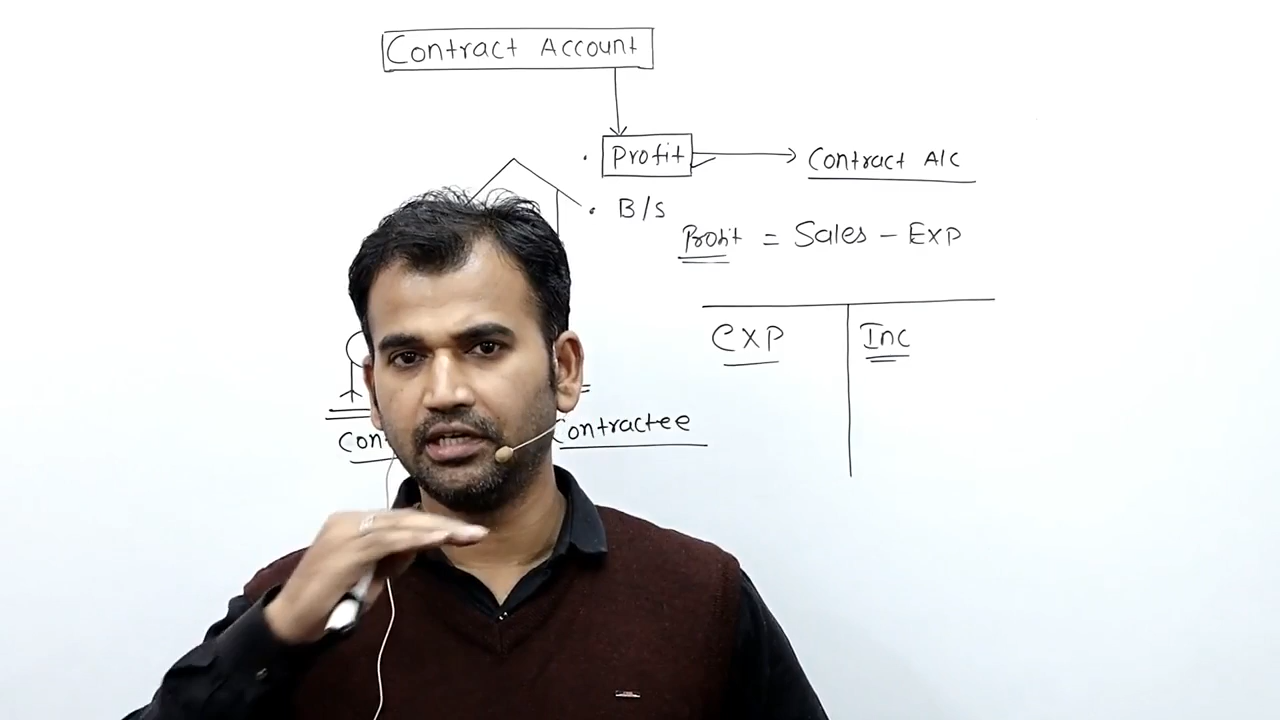 Contract Account
Profit
Contract A/C
B/S
Profit = Sales - Exp
exp
Inc
Contractee